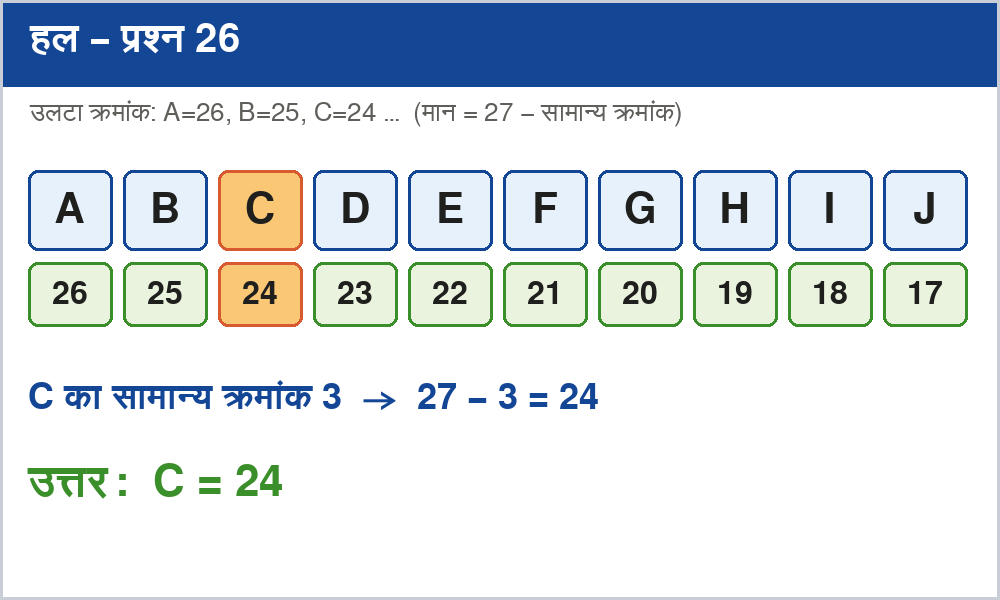 हल – प्रश्न 26
उलटा क्रमांक: A=26, B=25, C=24 ... (मान = 27 – सामान्य क्रमांक)
A B C D E F G H I J
26 25 24 23 22 21 20 19 18 17
C का सामान्य क्रमांक 3 → 27 – 3 = 24
उत्तर : C = 24